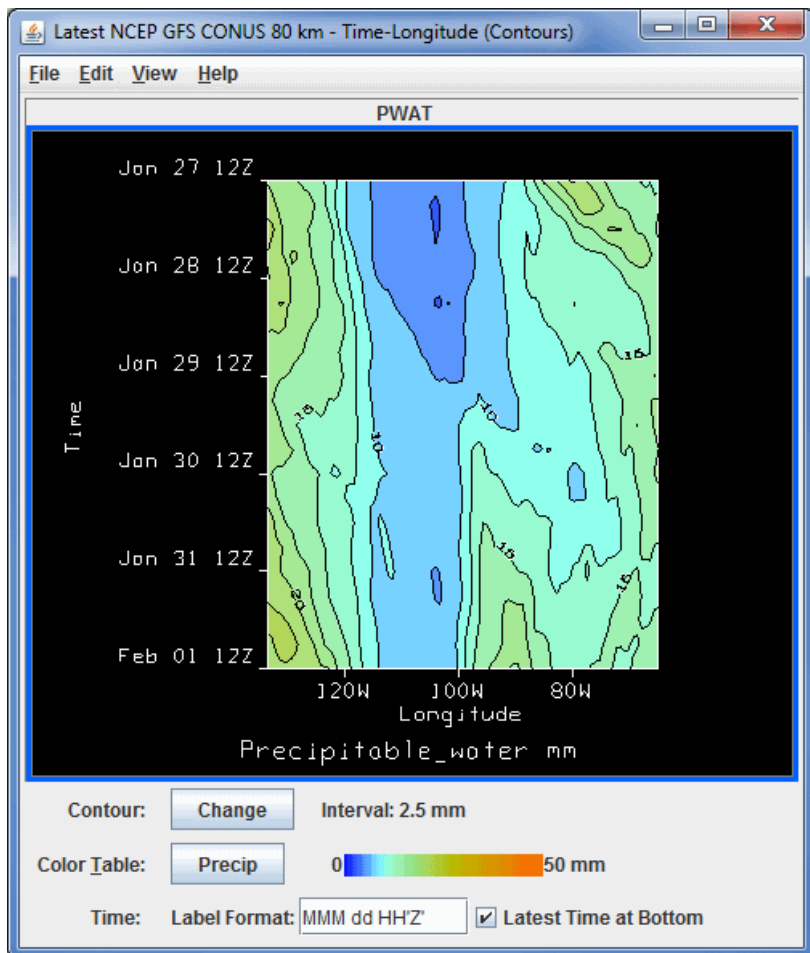 Latest NCEP GFS CONUS 80 km - Time-Longitude (Contours)
File Edit View Help
PWAT
Jan 27 12Z
Jan 28 12Z
15
Jan 29 12Z
15
10
10
Time
Jan 30 12Z
15
Jan 31 12Z
15
20
Feb 01 12Z
120W 100W 80W
Longitude
Precipitable_water mm
Contour: Change Interval: 2.5 mm
Color Table: Precip 0 50 mm
Time: Label Format: MMM dd HH'Z' Latest Time at Bottom